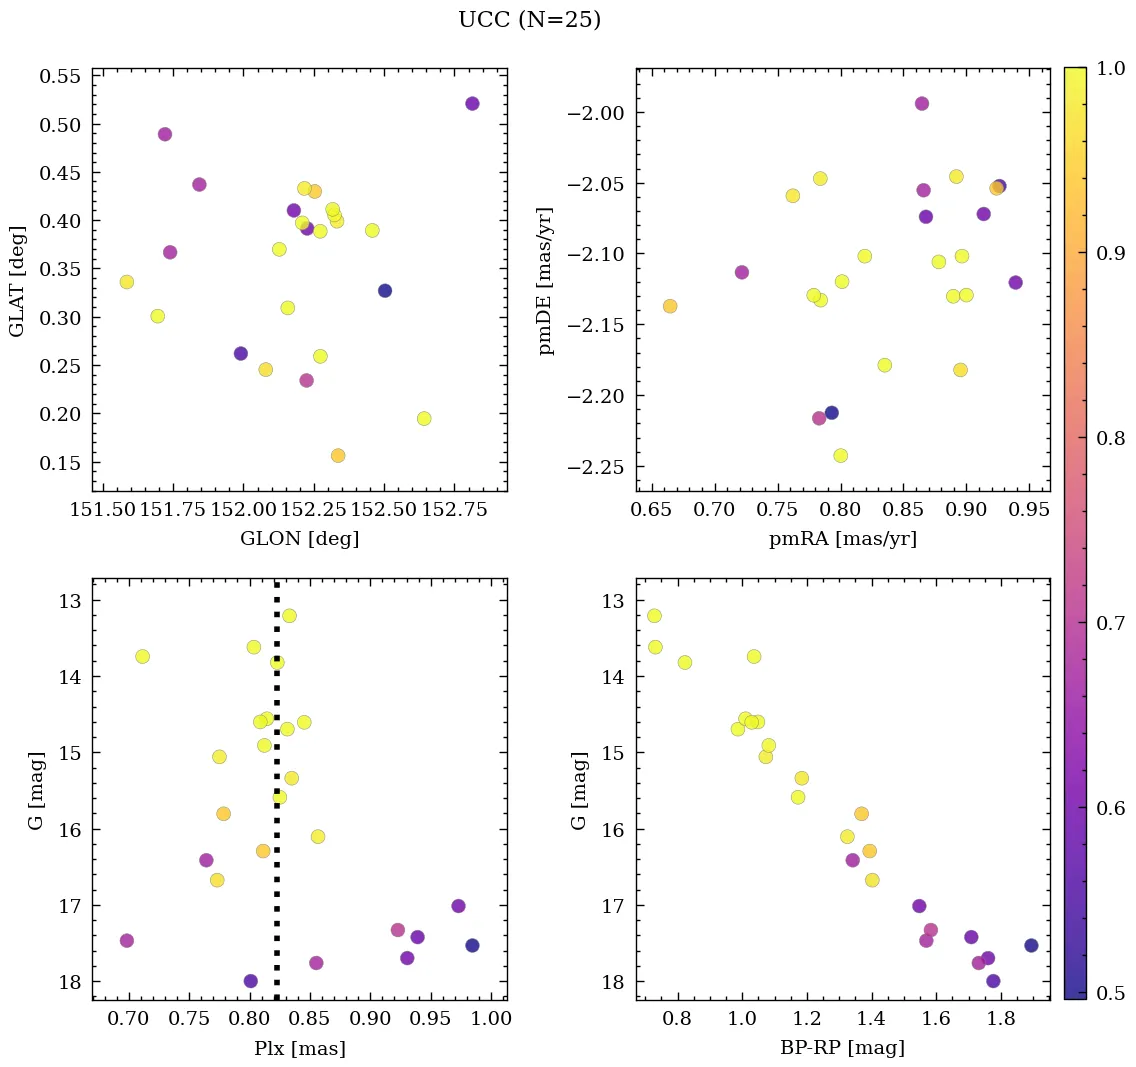 UCC (N=25)
0.55
0.50
0.45
0.40
0.35
0.30
0.25
0.20
0.15
GLAT [deg]
151.50 151.75 152.00 152.25 152.50 152.75
GLON [deg]
−2.00
−2.05
−2.10
−2.15
−2.20
−2.25
pmDE [mas/yr]
0.65 0.70 0.75 0.80 0.85 0.90 0.95
pmRA [mas/yr]
1.0
0.9
0.8
0.7
0.6
0.5
13
14
15
16
17
18
G [mag]
0.70 0.75 0.80 0.85 0.90 0.95 1.00
Plx [mas]
13
14
15
16
17
18
G [mag]
0.8 1.0 1.2 1.4 1.6 1.8
BP-RP [mag]